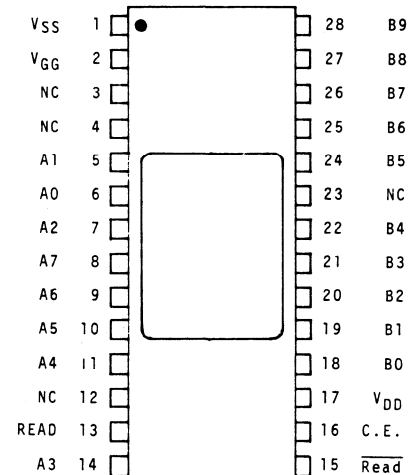 VSS 1 28 B9
VGG 2 27 B8
NC 3 26 B7
NC 4 25 B6
A1 5 24 B5
A0 6 23 NC
A2 7 22 B4
A7 8 21 B3
A6 9 20 B2
A5 10 19 B1
A4 11 18 B0
NC 12 17 VDD
READ 13 16 C.E.
A3 14 15 Read